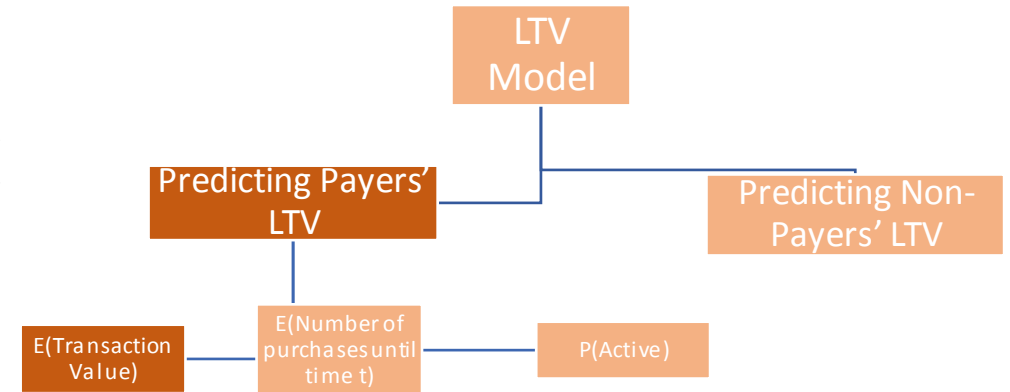 LTV
Model
Predicting Payers’
LTV
Predicting Non-
Payers’ LTV
E(Transaction
Value)
E(Number of
purchases until
time t)
P(Active)